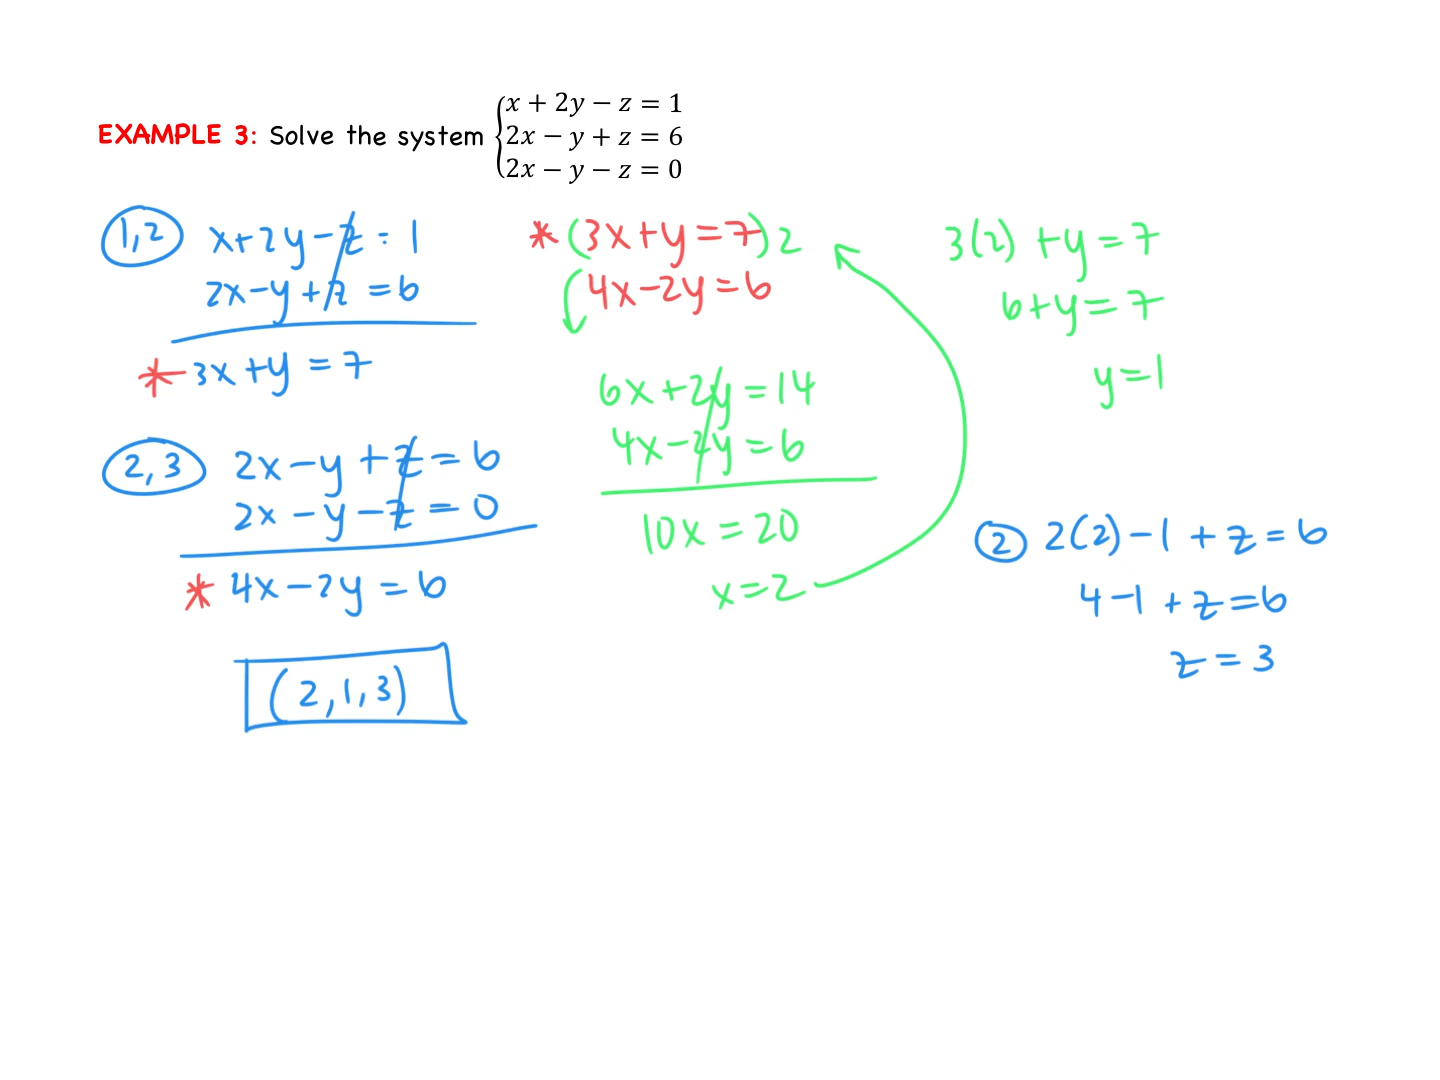 EXAMPLE 3: Solve the system { x + 2y − z = 1
2x − y + z = 6
2x − y − z = 0
1,2 x+2y-z=1
2x-y+z=6
* 3x+y=7
2,3 2x-y+z=6
2x-y-z=0
* 4x-2y=6
(2,1,3)
* (3x+y=7)2
4x-2y=6
6x+2y=14
4x-2y=6
10x=20
x=2
3(2)+y=7
6+y=7
y=1
2 2(2)-1+z=6
4-1+z=6
z=3